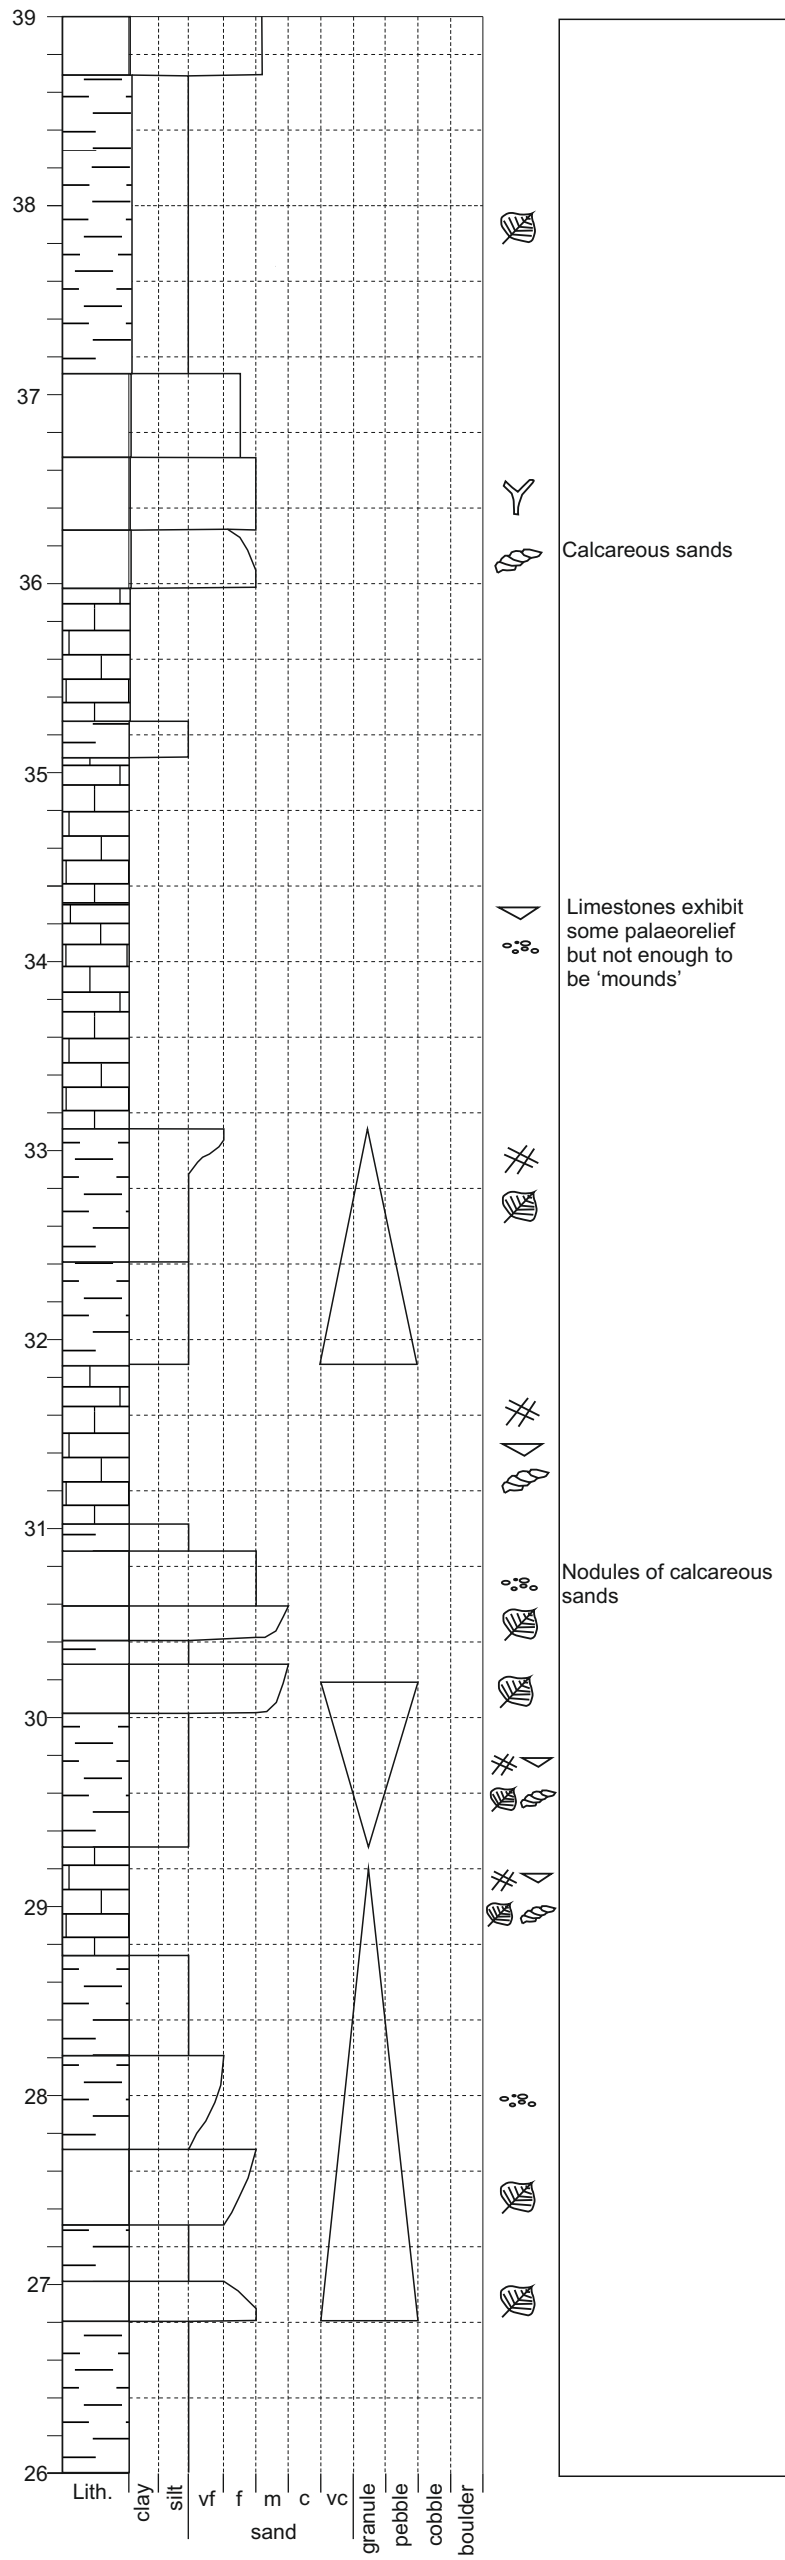 39
38
37
36
Calcareous sands
35
Limestones exhibit
some palaeorelief
but not enough to
be ‘mounds’
34
33
32
31
Nodules of calcareous
sands
30
29
28
27
26
Lith. clay silt vf f m c vc granule pebble cobble boulder
sand